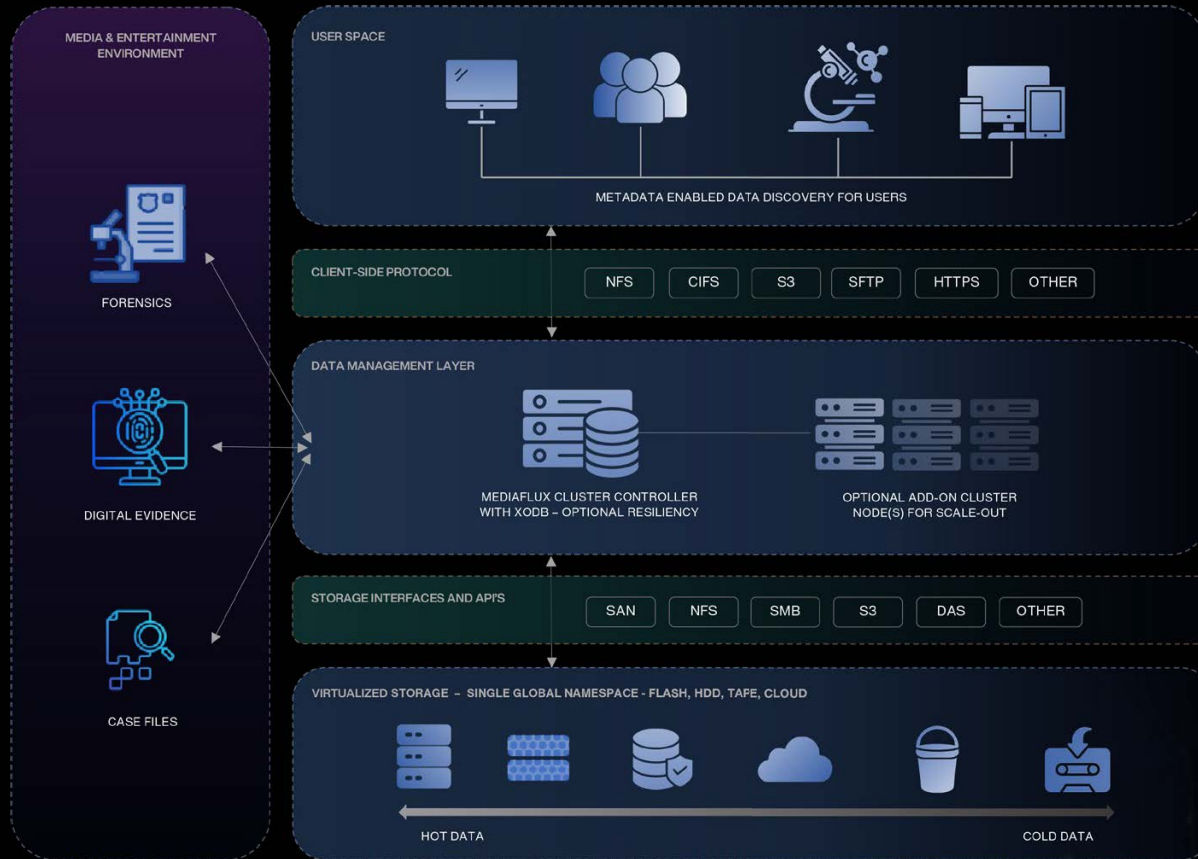 MEDIA & ENTERTAINMENT
ENVIRONMENT
FORENSICS
DIGITAL EVIDENCE
CASE FILES
USER SPACE
METADATA ENABLED DATA DISCOVERY FOR USERS
CLIENT-SIDE PROTOCOL
NFS
CIFS
S3
SFTP
HTTPS
OTHER
DATA MANAGEMENT LAYER
MEDIAFLUX CLUSTER CONTROLLER
WITH XODB – OPTIONAL RESILIENCY
OPTIONAL ADD-ON CLUSTER
NODE(S) FOR SCALE-OUT
STORAGE INTERFACES AND API'S
SAN
NFS
SMB
S3
DAS
OTHER
VIRTUALIZED STORAGE – SINGLE GLOBAL NAMESPACE - FLASH, HDD, TAPE, CLOUD
HOT DATA
COLD DATA